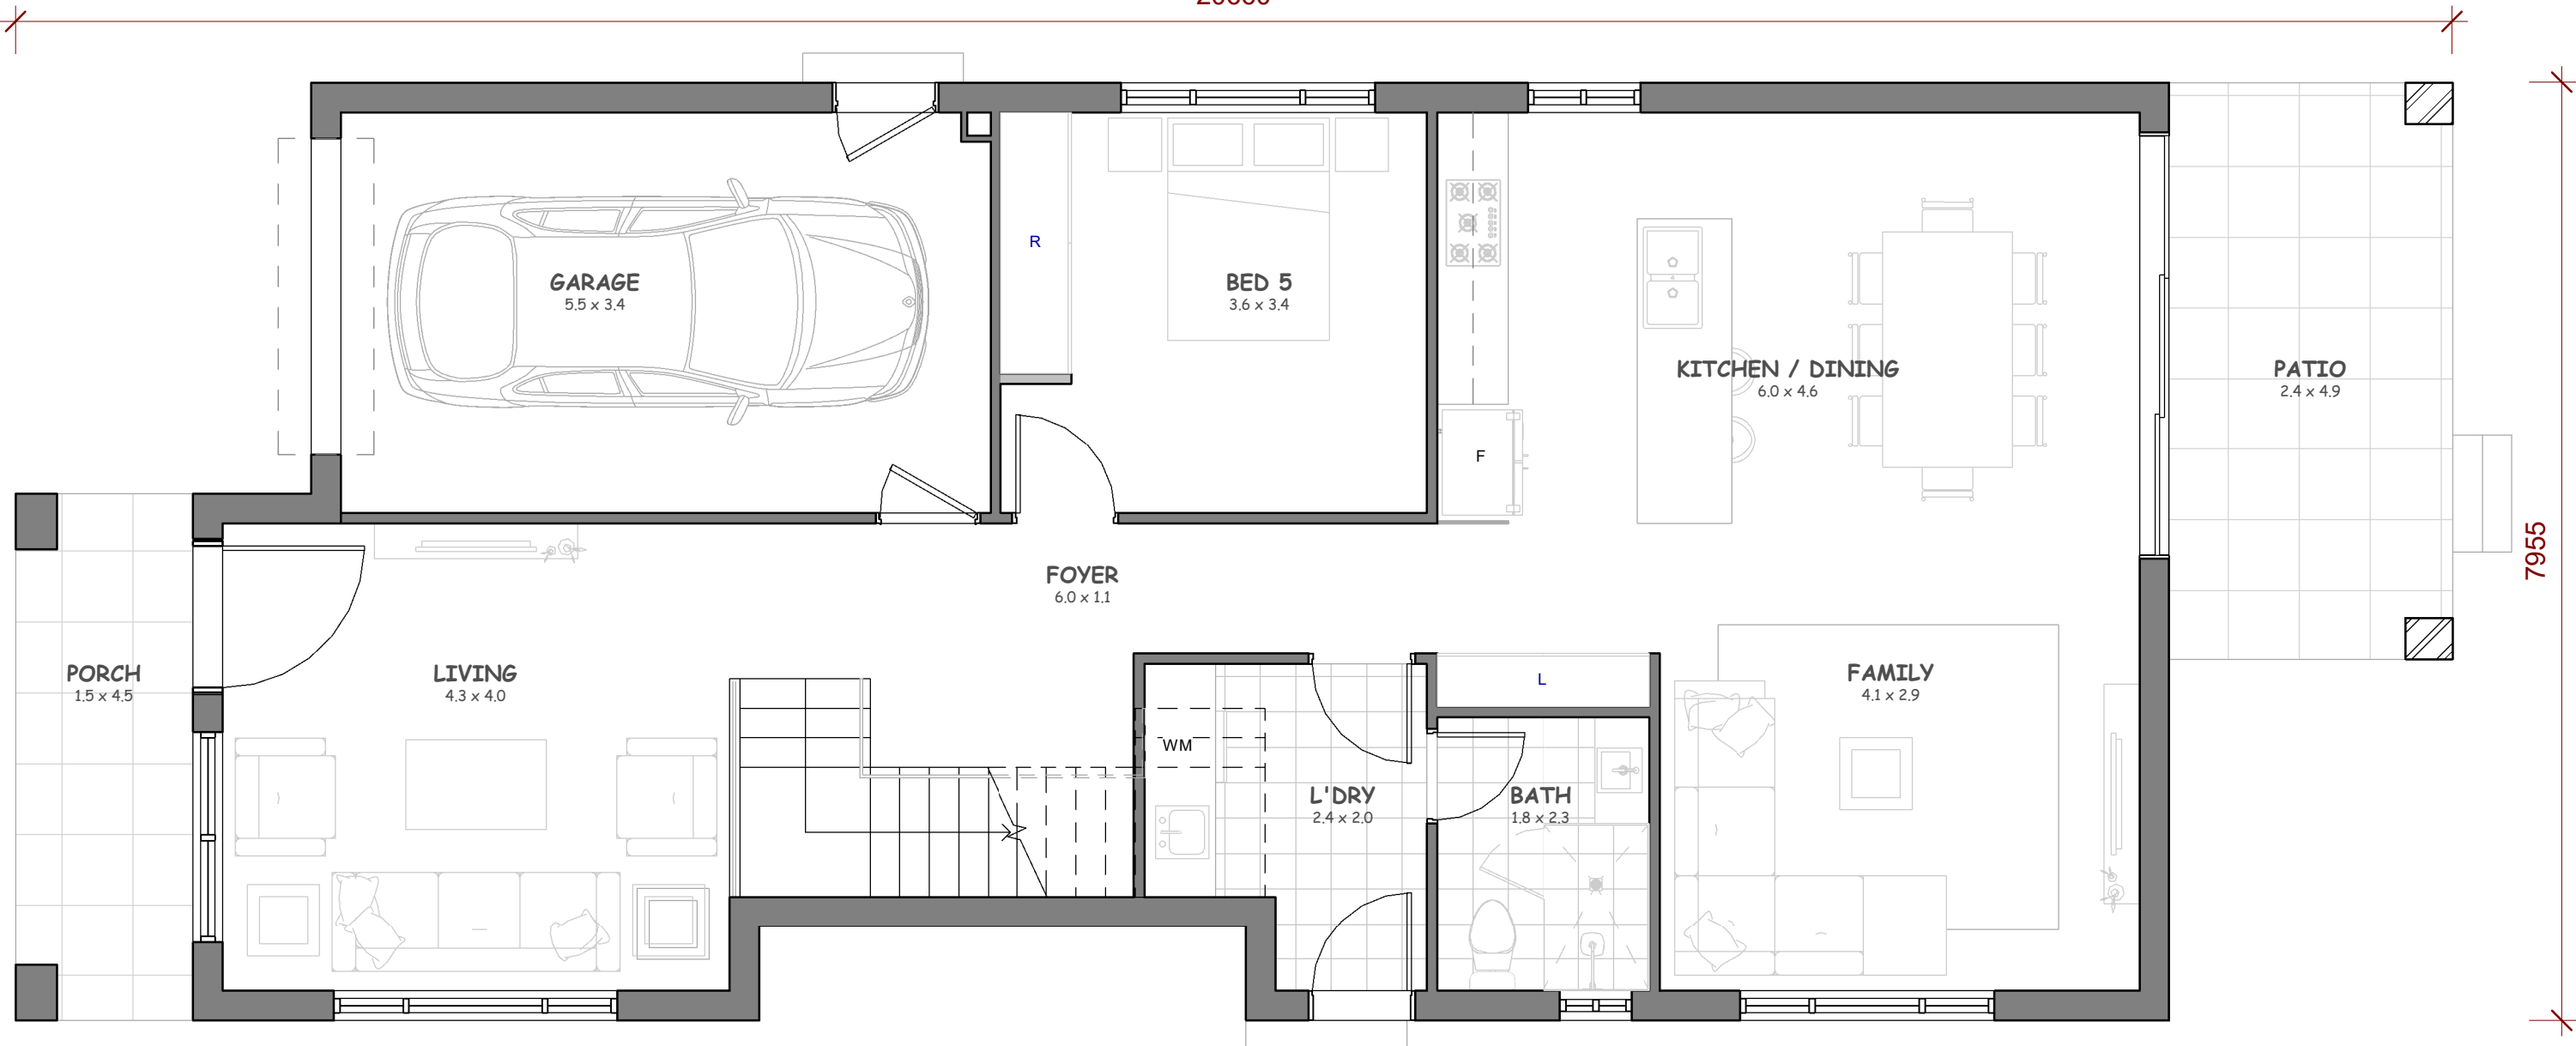 R
GARAGE
5.5 x 3.4
BED 5
3.6 x 3.4
KITCHEN / DINING
6.0 x 4.6
PATIO
2.4 x 4.9
F
7955
FOYER
6.0 x 1.1
PORCH
1.5 x 4.5
LIVING
4.3 x 4.0
L
FAMILY
4.1 x 2.9
WM
L'DRY
2.4 x 2.0
BATH
1.8 x 2.3